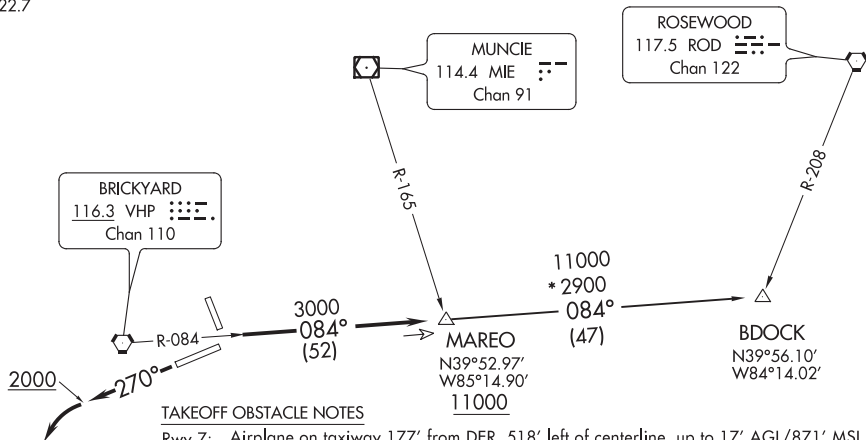 22.7
MUNCIE
114.4 MIE
Chan 91
ROSEWOOD
117.5 ROD
Chan 122
BRICKYARD
116.3 VHP
Chan 110
R-165
R-208
R-084
3000
084°
(52)
11000
*2900
084°
(47)
MAREO
N39°52.97’
W85°14.90’
11000
BDOCK
N39°56.10’
W84°14.02’
2000
270°
TAKEOFF OBSTACLE NOTES
Rwy 7: Airplane on taxiway 177’ from DER, 518’ left of centerline, up to 17’ AGL/871’ MSL